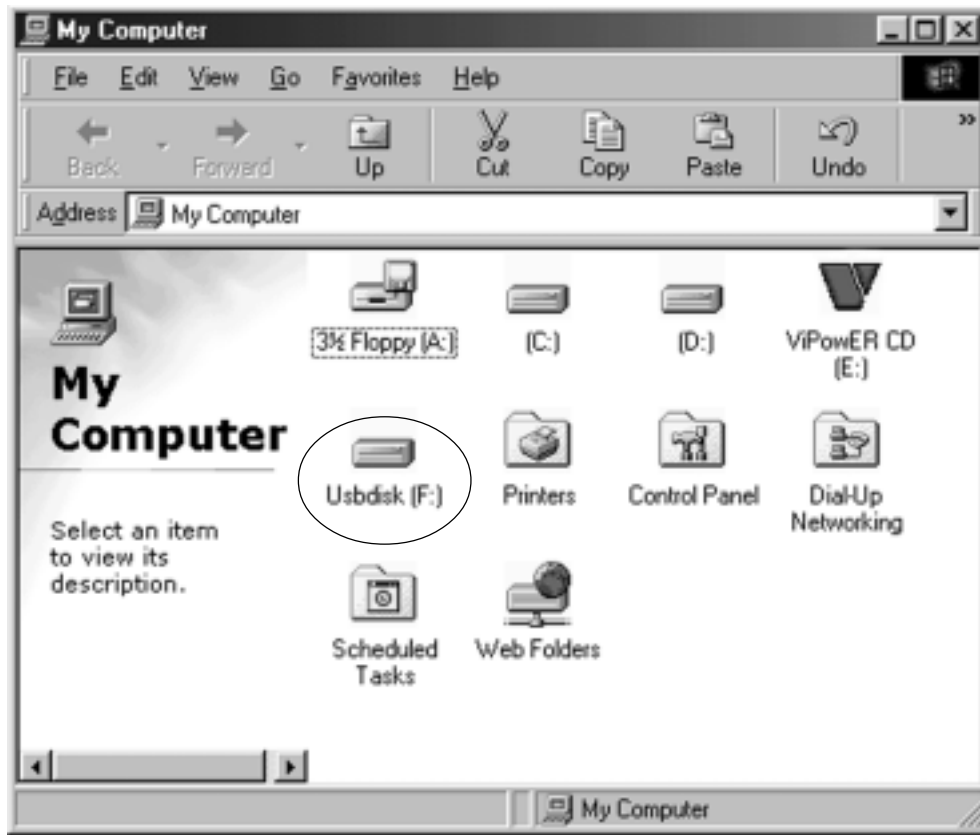 My Computer
File Edit View Go Favorites Help
Back Forward Up Cut Copy Paste Undo »
Address My Computer
My
Computer
Select an item
to view its
description.
3½ Floppy (A:) (C:) (D:) ViPowER CD
(E:)
Usbdisk (F:) Printers Control Panel Dial-Up
Networking
Scheduled
Tasks
Web Folders
My Computer